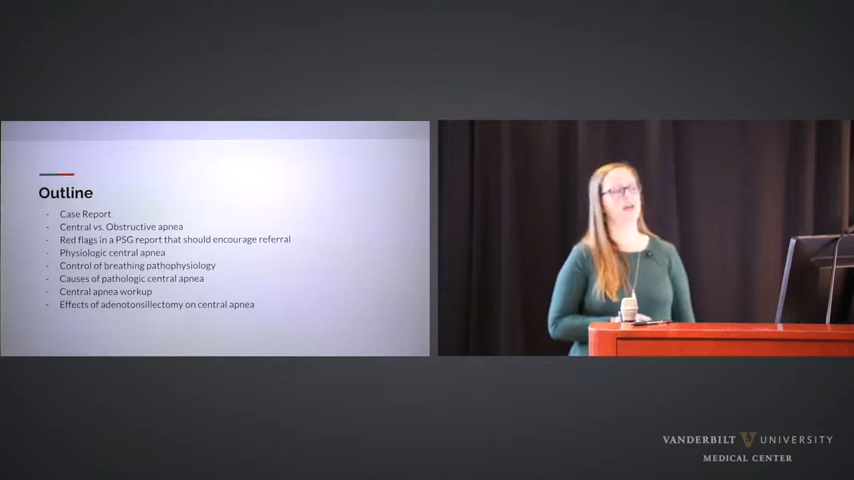 Outline
- Case Report
- Central vs. Obstructive apnea
- Red flags in a PSG report that should encourage referral
- Physiologic central apnea
- Control of breathing pathophysiology
- Causes of pathologic central apnea
- Central apnea workup
- Effects of adenotonsillectomy on central apnea
VANDERBILT V UNIVERSITY
MEDICAL CENTER